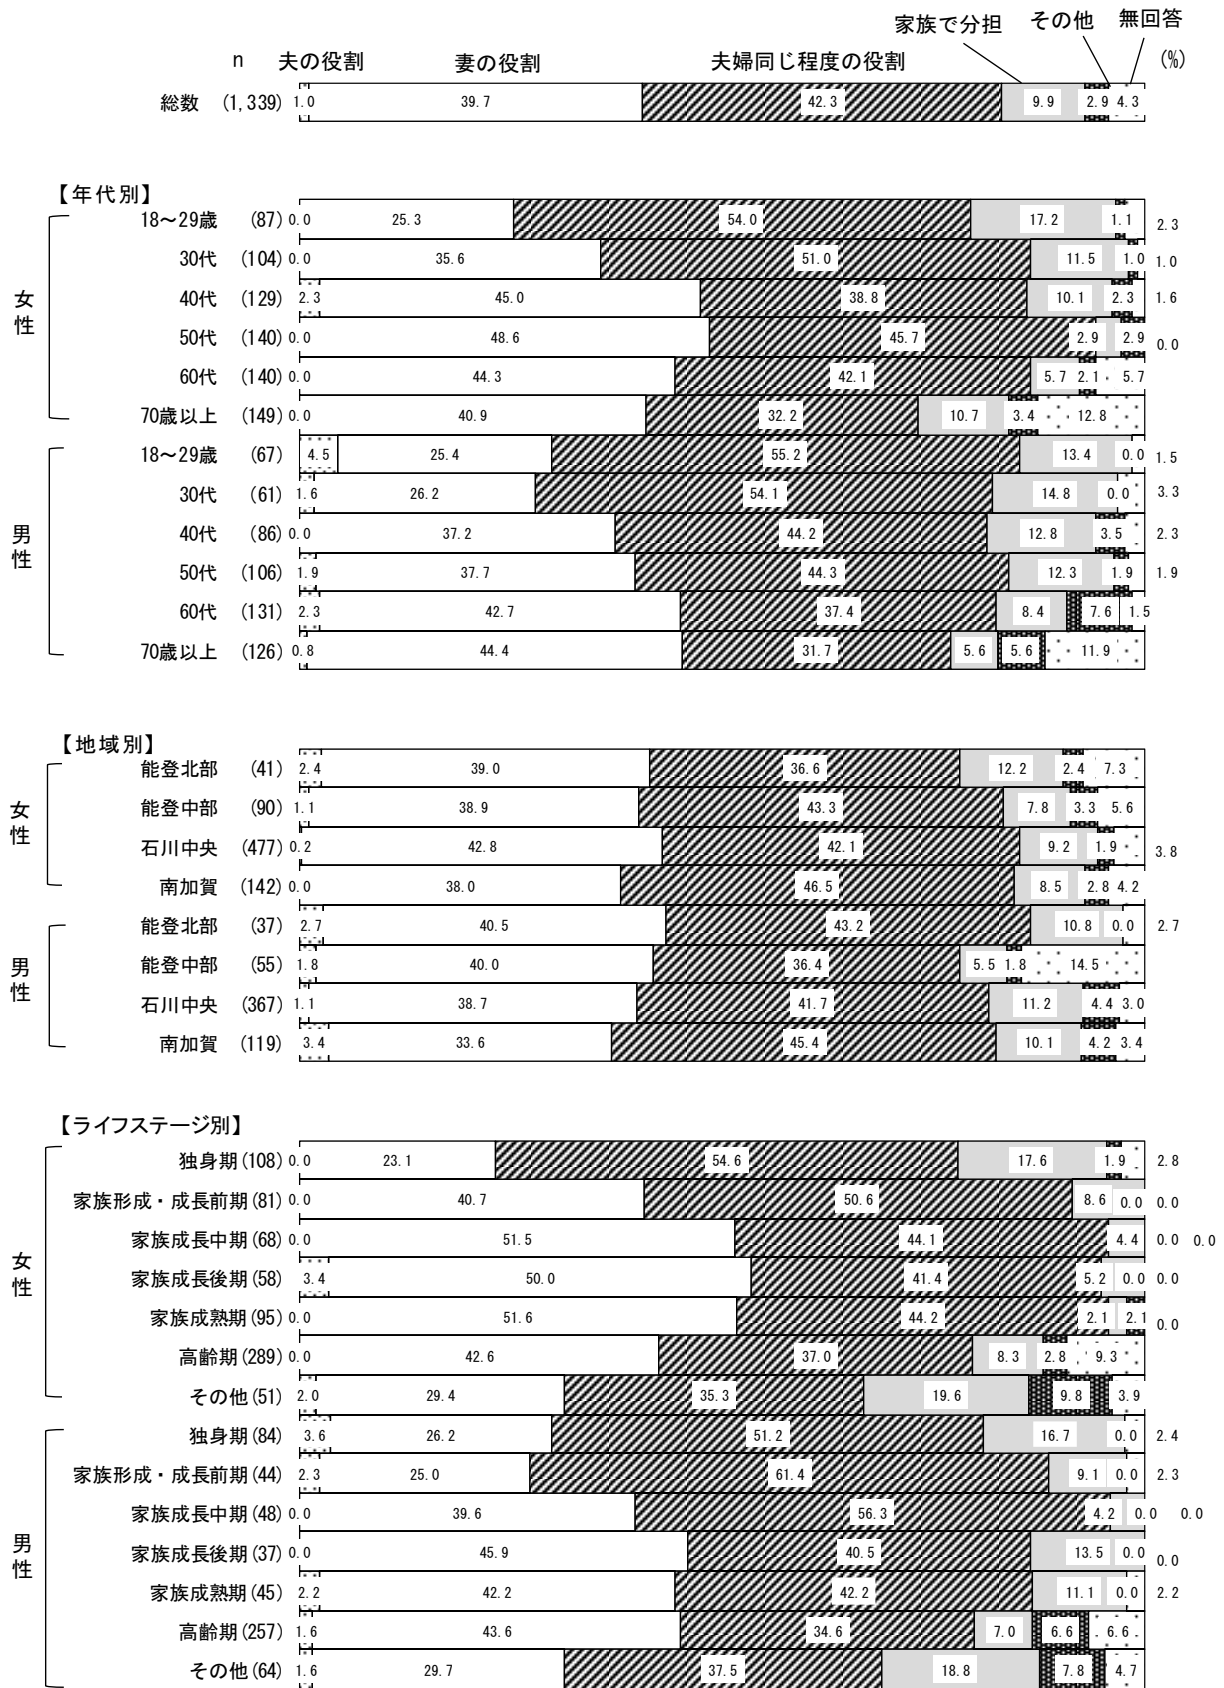 家族で分担 その他 無回答
n 夫の役割 妻の役割 夫婦同じ程度の役割 (%)
総数 (1,339) 1.0 39.7 42.3 9.9 2.9 4.3
【年代別】
女性
18～29歳 (87) 0.0 25.3 54.0 17.2 1.1 2.3
30代 (104) 0.0 35.6 51.0 11.5 1.0 1.0
40代 (129) 2.3 45.0 38.8 10.1 2.3 1.6
50代 (140) 0.0 48.6 45.7 2.9 2.9 0.0
60代 (140) 0.0 44.3 42.1 5.7 2.1 5.7
70歳以上 (149) 0.0 40.9 32.2 10.7 3.4 12.8
男性
18～29歳 (67) 4.5 25.4 55.2 13.4 0.0 1.5
30代 (61) 1.6 26.2 54.1 14.8 0.0 3.3
40代 (86) 0.0 37.2 44.2 12.8 3.5 2.3
50代 (106) 1.9 37.7 44.3 12.3 1.9 1.9
60代 (131) 2.3 42.7 37.4 8.4 7.6 1.5
70歳以上 (126) 0.8 44.4 31.7 5.6 5.6 11.9
【地域別】
女性
能登北部 (41) 2.4 39.0 36.6 12.2 2.4 7.3
能登中部 (90) 1.1 38.9 43.3 7.8 3.3 5.6
石川中央 (477) 0.2 42.8 42.1 9.2 1.9 3.8
南加賀 (142) 0.0 38.0 46.5 8.5 2.8 4.2
男性
能登北部 (37) 2.7 40.5 43.2 10.8 0.0 2.7
能登中部 (55) 1.8 40.0 36.4 5.5 1.8 14.5
石川中央 (367) 1.1 38.7 41.7 11.2 4.4 3.0
南加賀 (119) 3.4 33.6 45.4 10.1 4.2 3.4
【ライフステージ別】
女性
独身期(108) 0.0 23.1 54.6 17.6 1.9 2.8
家族形成・成長前期(81) 0.0 40.7 50.6 8.6 0.0 0.0
家族成長中期(68) 0.0 51.5 44.1 4.4 0.0 0.0
家族成長後期(58) 3.4 50.0 41.4 5.2 0.0 0.0
家族成熟期(95) 0.0 51.6 44.2 2.1 2.1 0.0
高齢期(289) 0.0 42.6 37.0 8.3 2.8 9.3
その他(51) 2.0 29.4 35.3 19.6 9.8 3.9
男性
独身期(84) 3.6 26.2 51.2 16.7 0.0 2.4
家族形成・成長前期(44) 2.3 25.0 61.4 9.1 0.0 2.3
家族成長中期(48) 0.0 39.6 56.3 4.2 0.0 0.0
家族成長後期(37) 0.0 45.9 40.5 13.5 0.0 0.0
家族成熟期(45) 2.2 42.2 42.2 11.1 0.0 2.2
高齢期(257) 1.6 43.6 34.6 7.0 6.6 6.6
その他(64) 1.6 29.7 37.5 18.8 7.8 4.7